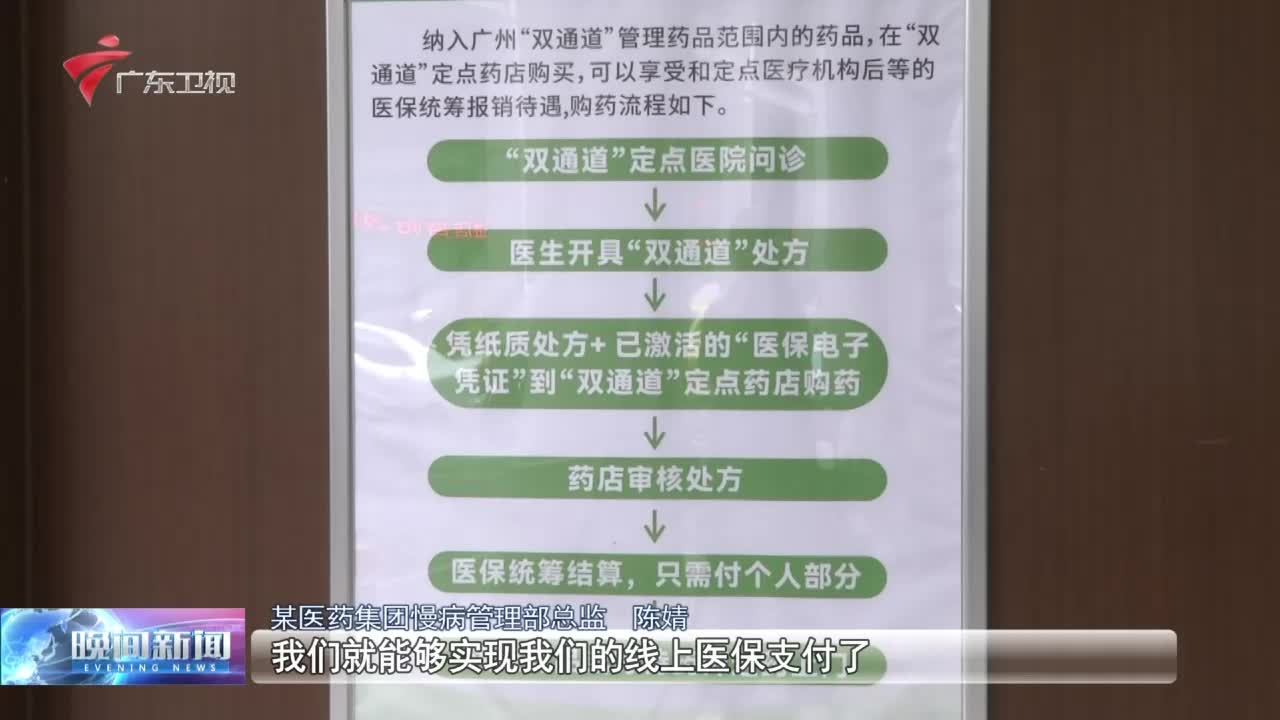 纳入广州“双通道”管理药品范围内的药品,在“双
通道”定点药店购买,可以享受和定点医疗机构后等的
医保统筹报销待遇,购药流程如下。
广东卫视
“双通道”定点医院问诊
医生开具“双通道”处方
凭纸质处方+ 已激活的“医保电子
凭证”到“双通道”定点药店购药
药店审核处方
医保统筹结算，只需付个人部分
某医药集团慢病管理部总监 陈婧
我们就能够实现我们的线上医保支付了
晚间新闻
EVENING NEWS